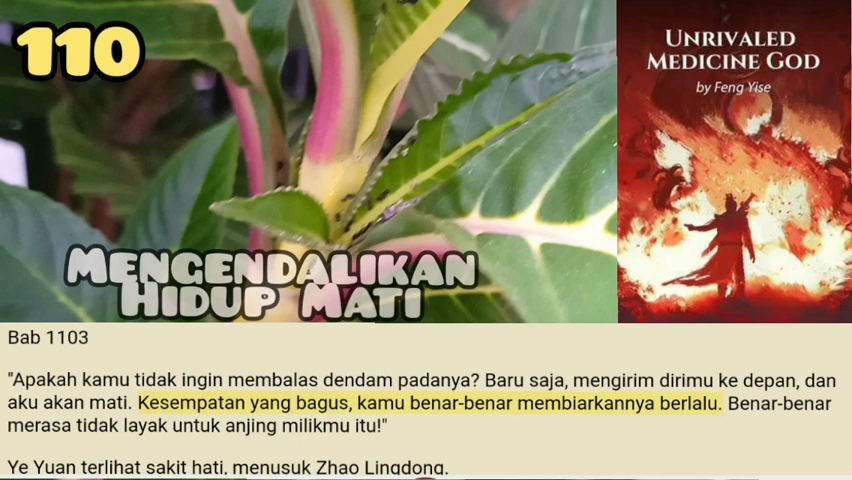 110
UNRIVALED
MEDICINE GOD
by Feng Yise
MENGENDALIKAN
HIDUP MATI
Bab 1103
"Apakah kamu tidak ingin membalas dendam padanya? Baru saja, mengirim dirimu ke depan, dan
aku akan mati. Kesempatan yang bagus, kamu benar-benar membiarkannya berlalu. Benar-benar
merasa tidak layak untuk anjing milikmu itu!"
Ye Yuan terlihat sakit hati, menusuk Zhao Lingdong.